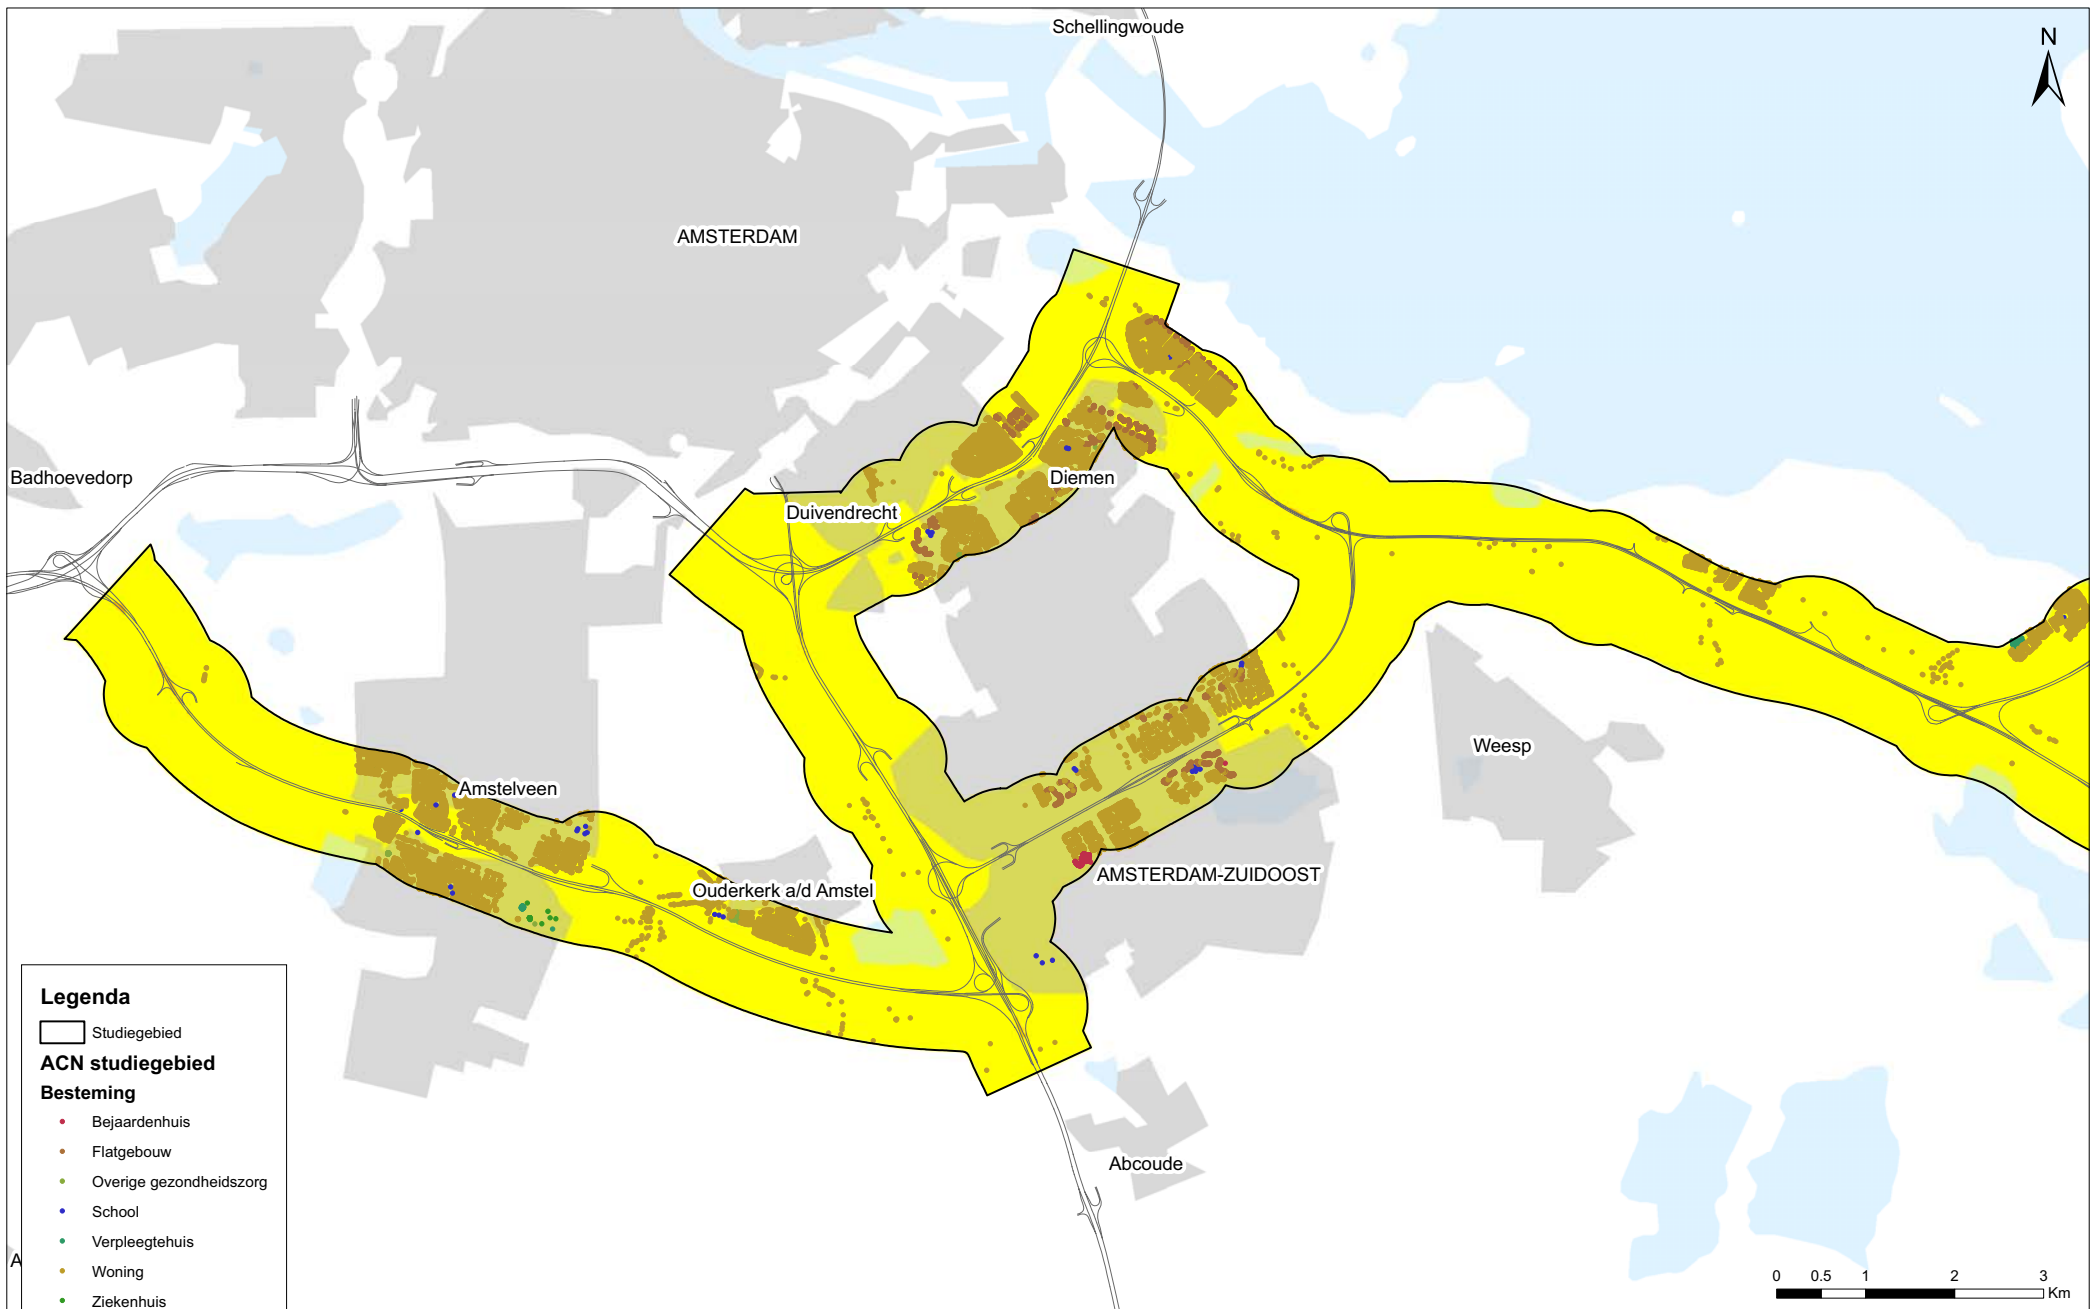 Schellingwoude
N
AMSTERDAM
Badhoevedorp
Diemen
Duivendrecht
Weesp
Amstelveen
AMSTERDAM-ZUIDOOST
Ouderkerk a/d Amstel
Abcoude
A
Legenda
Studiegebied
ACN studiegebied
Besteming
Bejaardenhuis
Flatgebouw
Overige gezondheidszorg
School
Verpleegtehuis
Woning
Ziekenhuis
0 0.5 1 2 3
Km